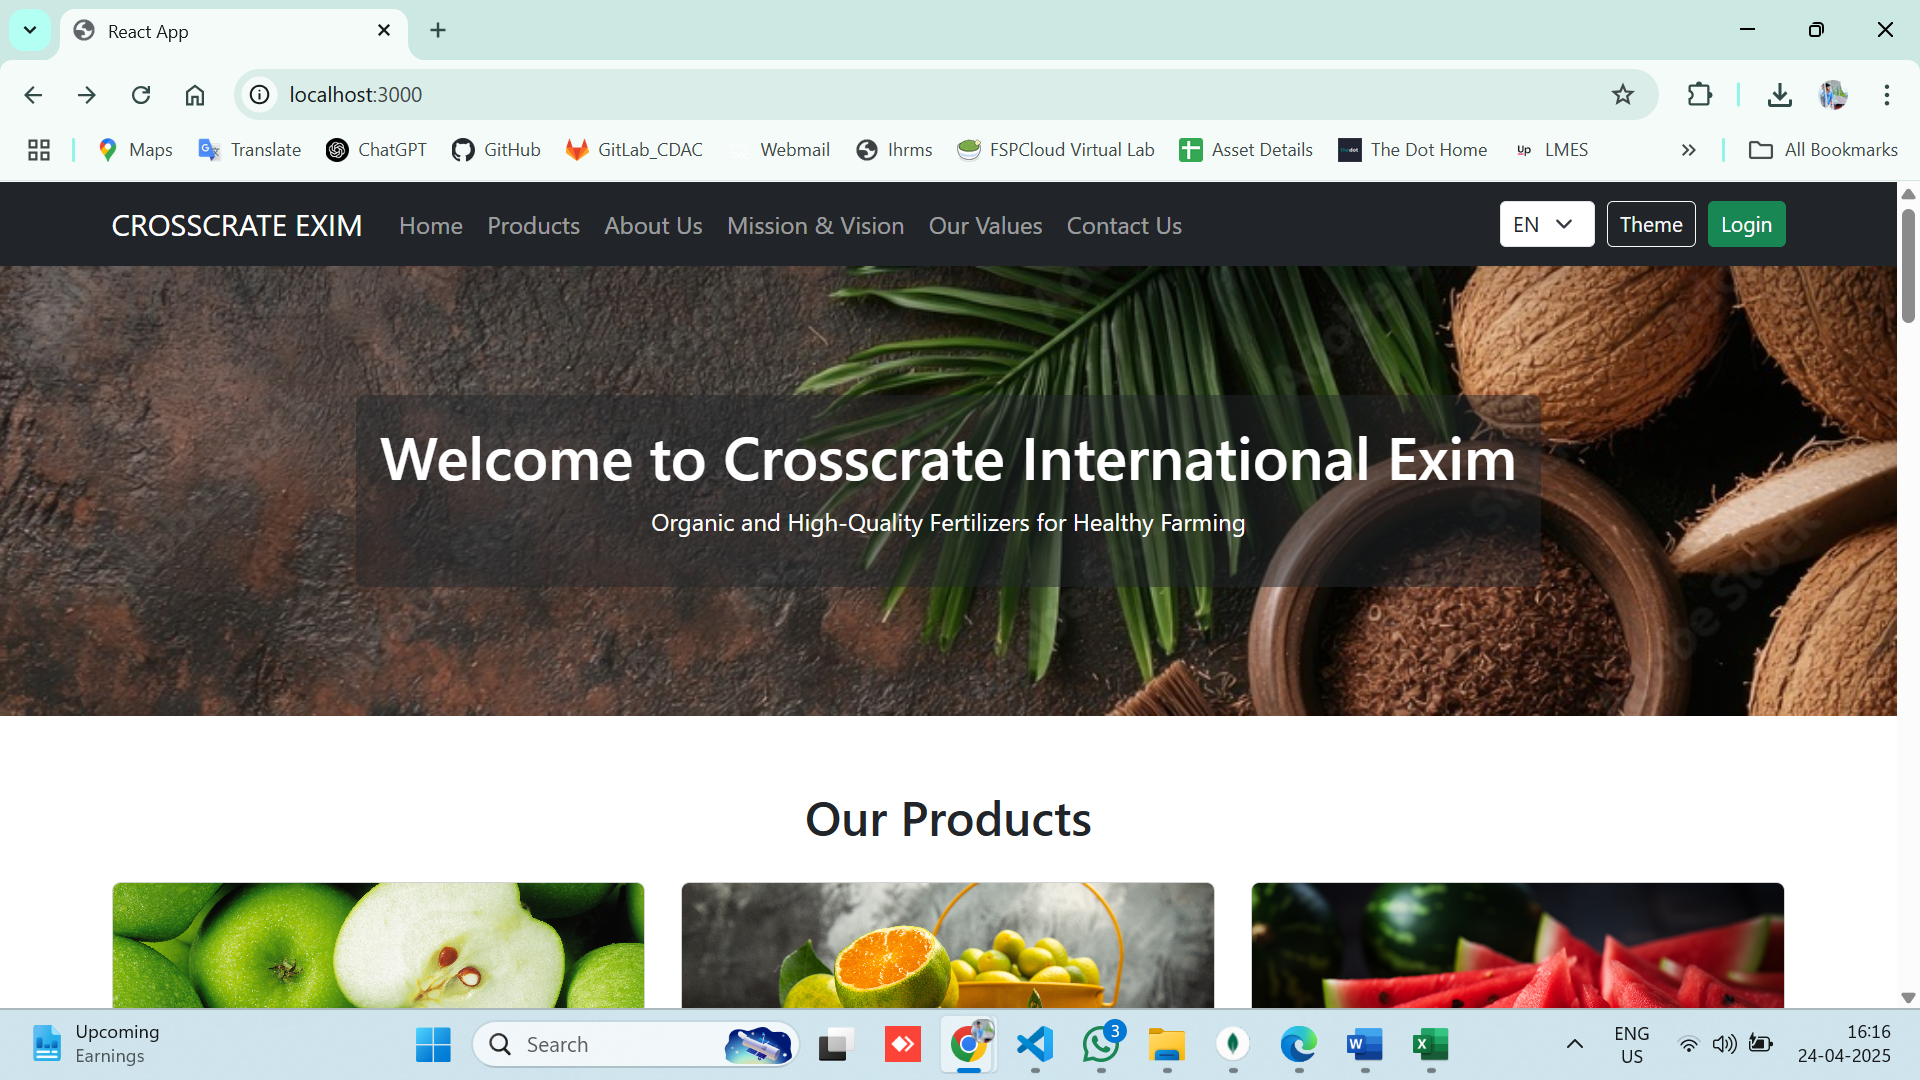 React App
localhost:3000
Maps Translate ChatGPT GitHub GitLab_CDAC Webmail Ihrms FSPCloud Virtual Lab Asset Details The Dot Home Up LMES All Bookmarks
CROSSCRATE EXIM Home Products About Us Mission & Vision Our Values Contact Us EN Theme Login
Welcome to Crosscrate International Exim
Organic and High-Quality Fertilizers for Healthy Farming
Our Products
Upcoming
Earnings
Search
3
ENG
US
16:16
24-04-2025